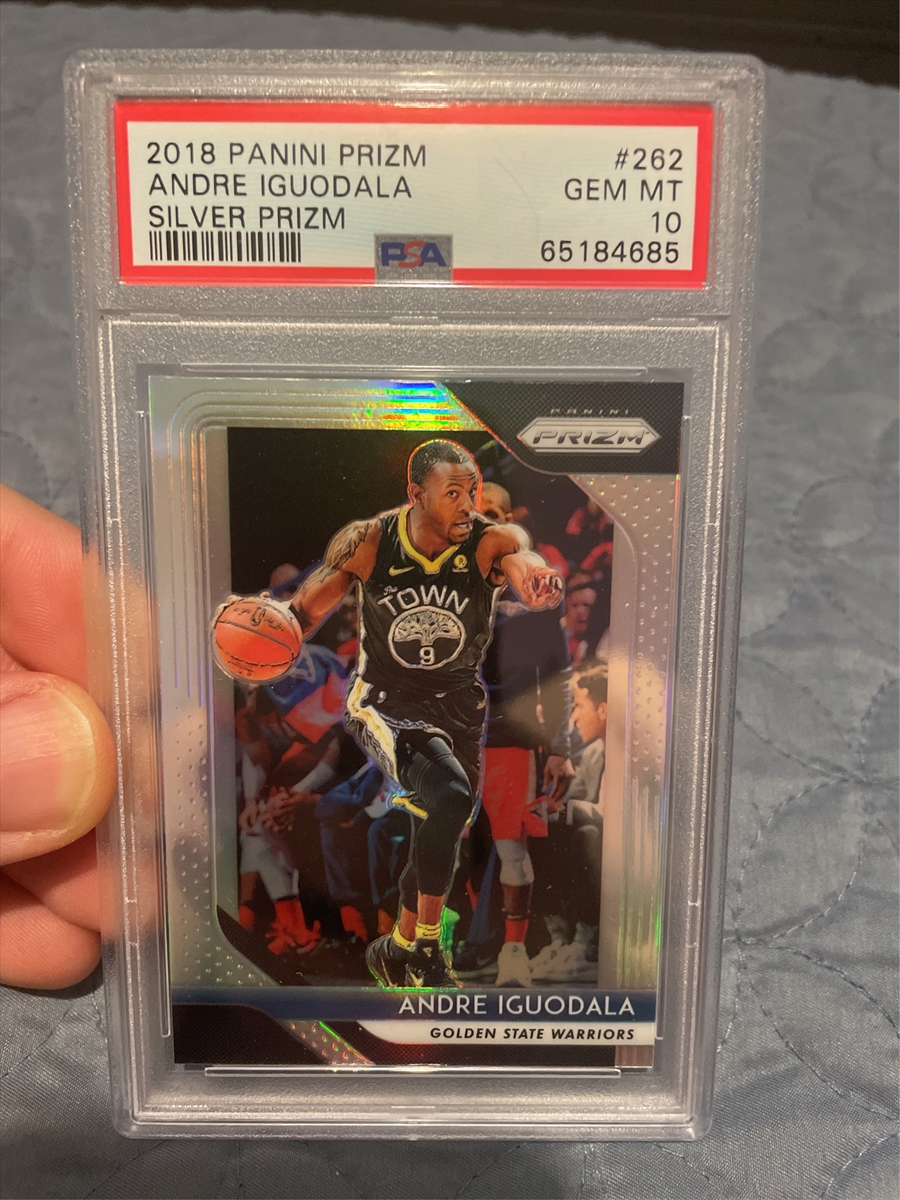 2018 PANINI PRIZM #262
ANDRE IGUODALA GEM MT
SILVER PRIZM 10
PSA 65184685
PANINI
PRIZM
The
TOWN
9
ANDRE IGUODALA
GOLDEN STATE WARRIORS